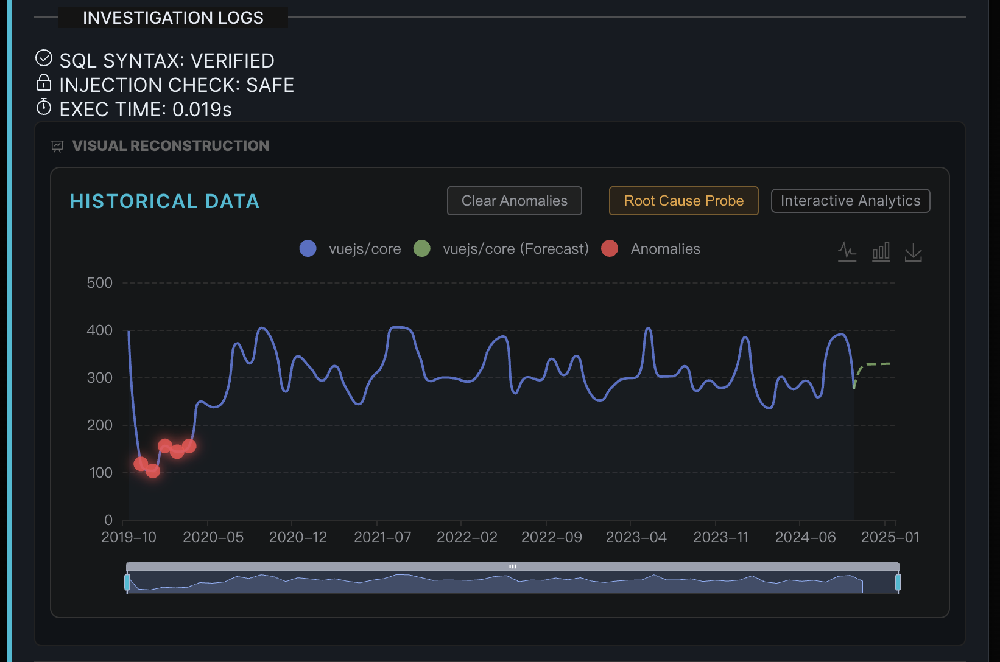 INVESTIGATION LOGS
SQL SYNTAX: VERIFIED
INJECTION CHECK: SAFE
EXEC TIME: 0.019s
VISUAL RECONSTRUCTION
HISTORICAL DATA
Clear Anomalies
Root Cause Probe
Interactive Analytics
vuejs/core
vuejs/core (Forecast)
Anomalies
500
400
300
200
100
0
2019–10
2020–05
2020–12
2021–07
2022–02
2022–09
2023–04
2023–11
2024–06
2025–01